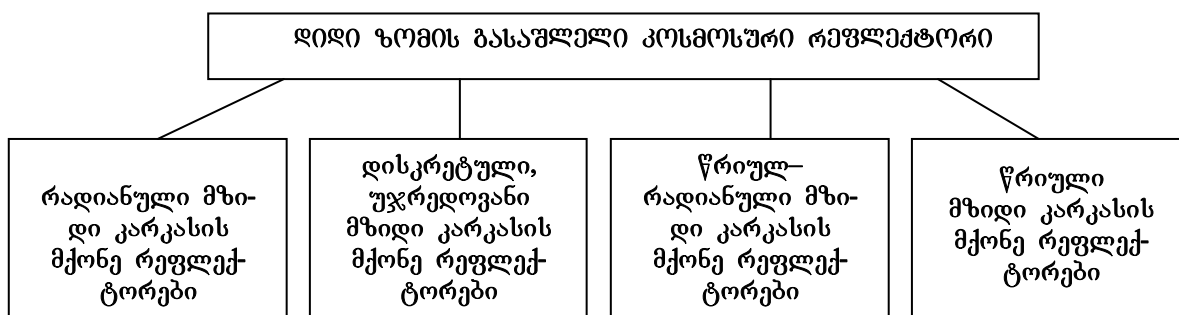 დიდი ზომის გასაშლელი კოსმოსური რეფლექტორი
რადიანული მზი-
დი კარკასის
მქონე რეფლექ-
ტორები
დისკრეტული,
უჯრედოვანი
მზიდი კარკასის
მქონე რეფლექ-
ტორები
წრიულ–
რადიანული მზი-
დი კარკასის
მქონე რეფლექ-
ტორები
წრიული
მზიდი კარკასის
მქონე რეფლექ-
ტორები